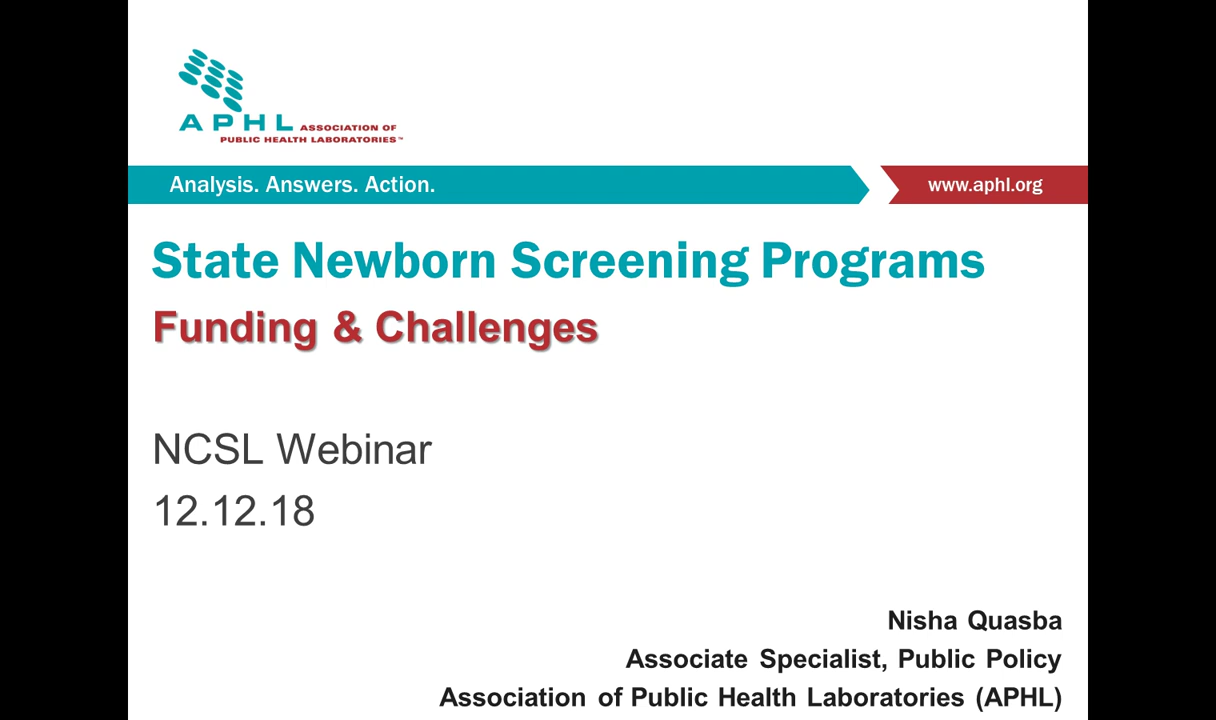 APHL ASSOCIATION OF
PUBLIC HEALTH LABORATORIES™
Analysis. Answers. Action.
www.aphl.org
State Newborn Screening Programs
Funding & Challenges
NCSL Webinar
12.12.18
Nisha Quasba
Associate Specialist, Public Policy
Association of Public Health Laboratories (APHL)